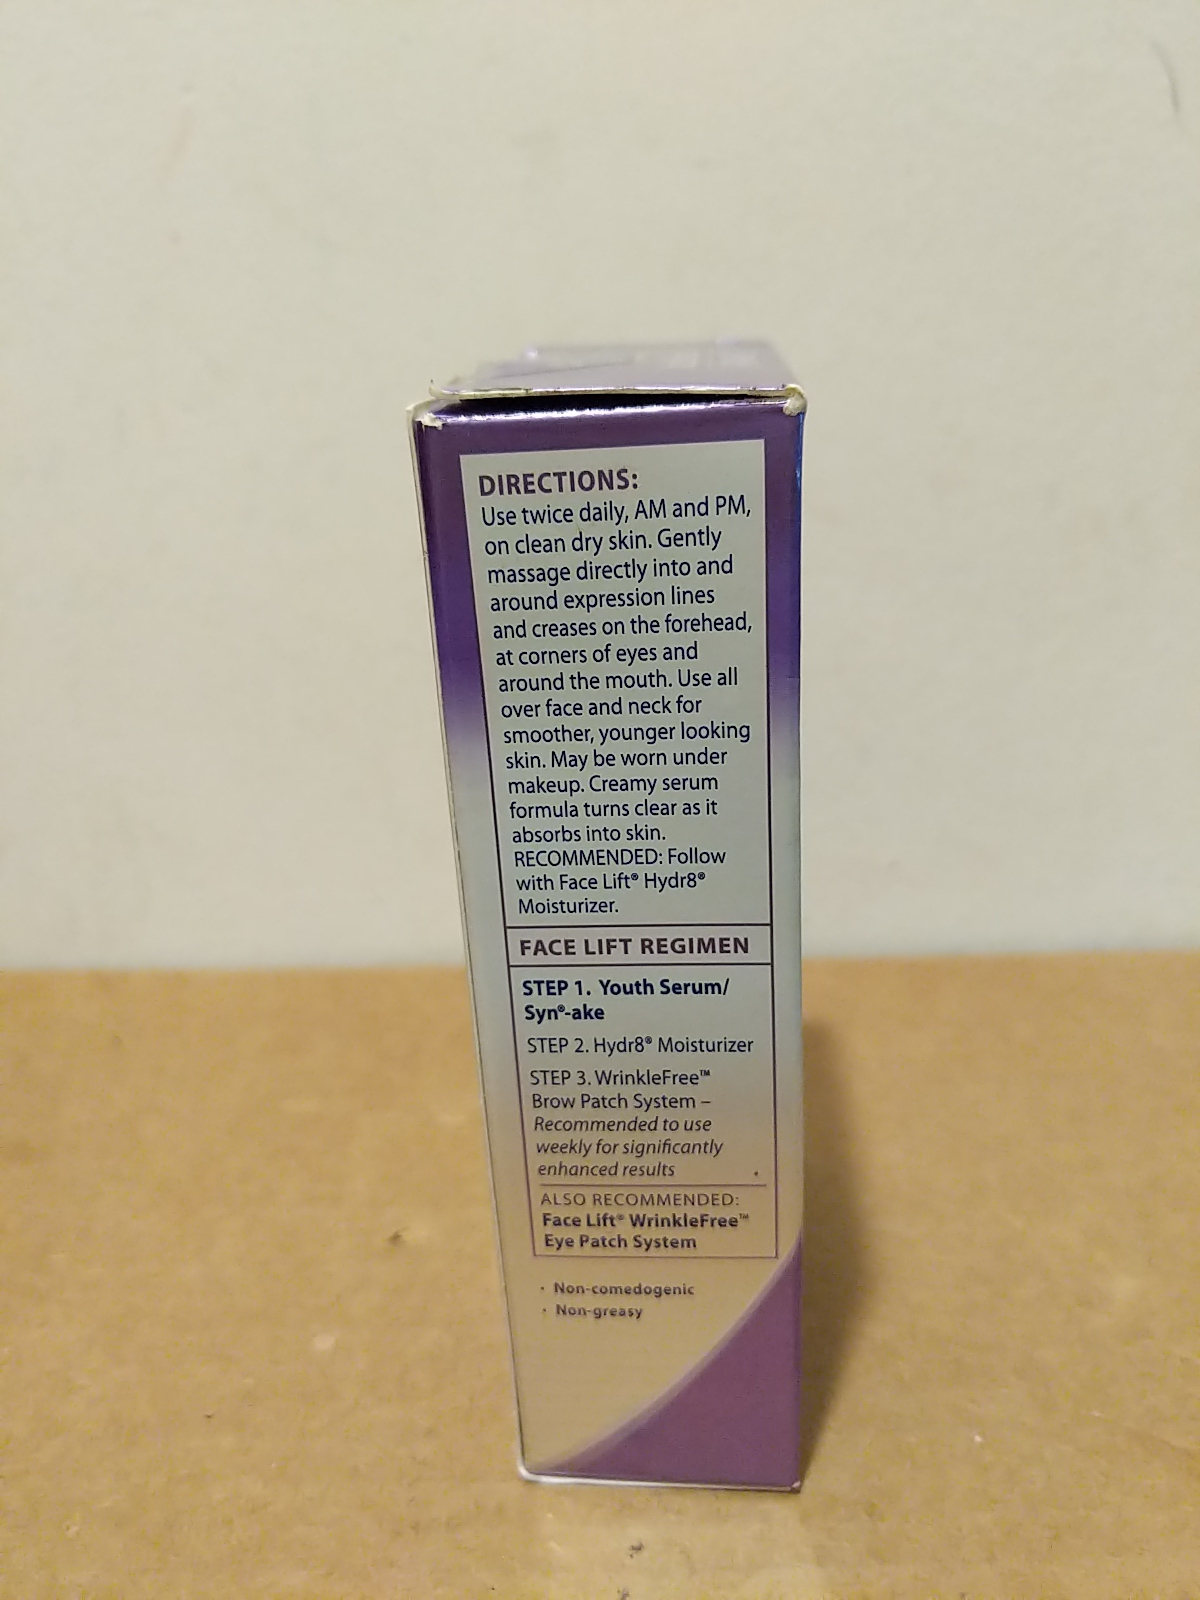 DIRECTIONS:
Use twice daily, AM and PM,
on clean dry skin. Gently
massage directly into and
around expression lines
and creases on the forehead,
at corners of eyes and
around the mouth. Use all
over face and neck for
smoother, younger looking
skin. May be worn under
makeup. Creamy serum
formula turns clear as it
absorbs into skin.
RECOMMENDED: Follow
with Face Lift® Hydr8®
Moisturizer.
FACE LIFT REGIMEN
STEP 1. Youth Serum/
Syn®-ake
STEP 2. Hydr8® Moisturizer
STEP 3. WrinkleFree™
Brow Patch System –
Recommended to use
weekly for significantly
enhanced results
ALSO RECOMMENDED:
Face Lift® WrinkleFree™
Eye Patch System
· Non-comedogenic
· Non-greasy